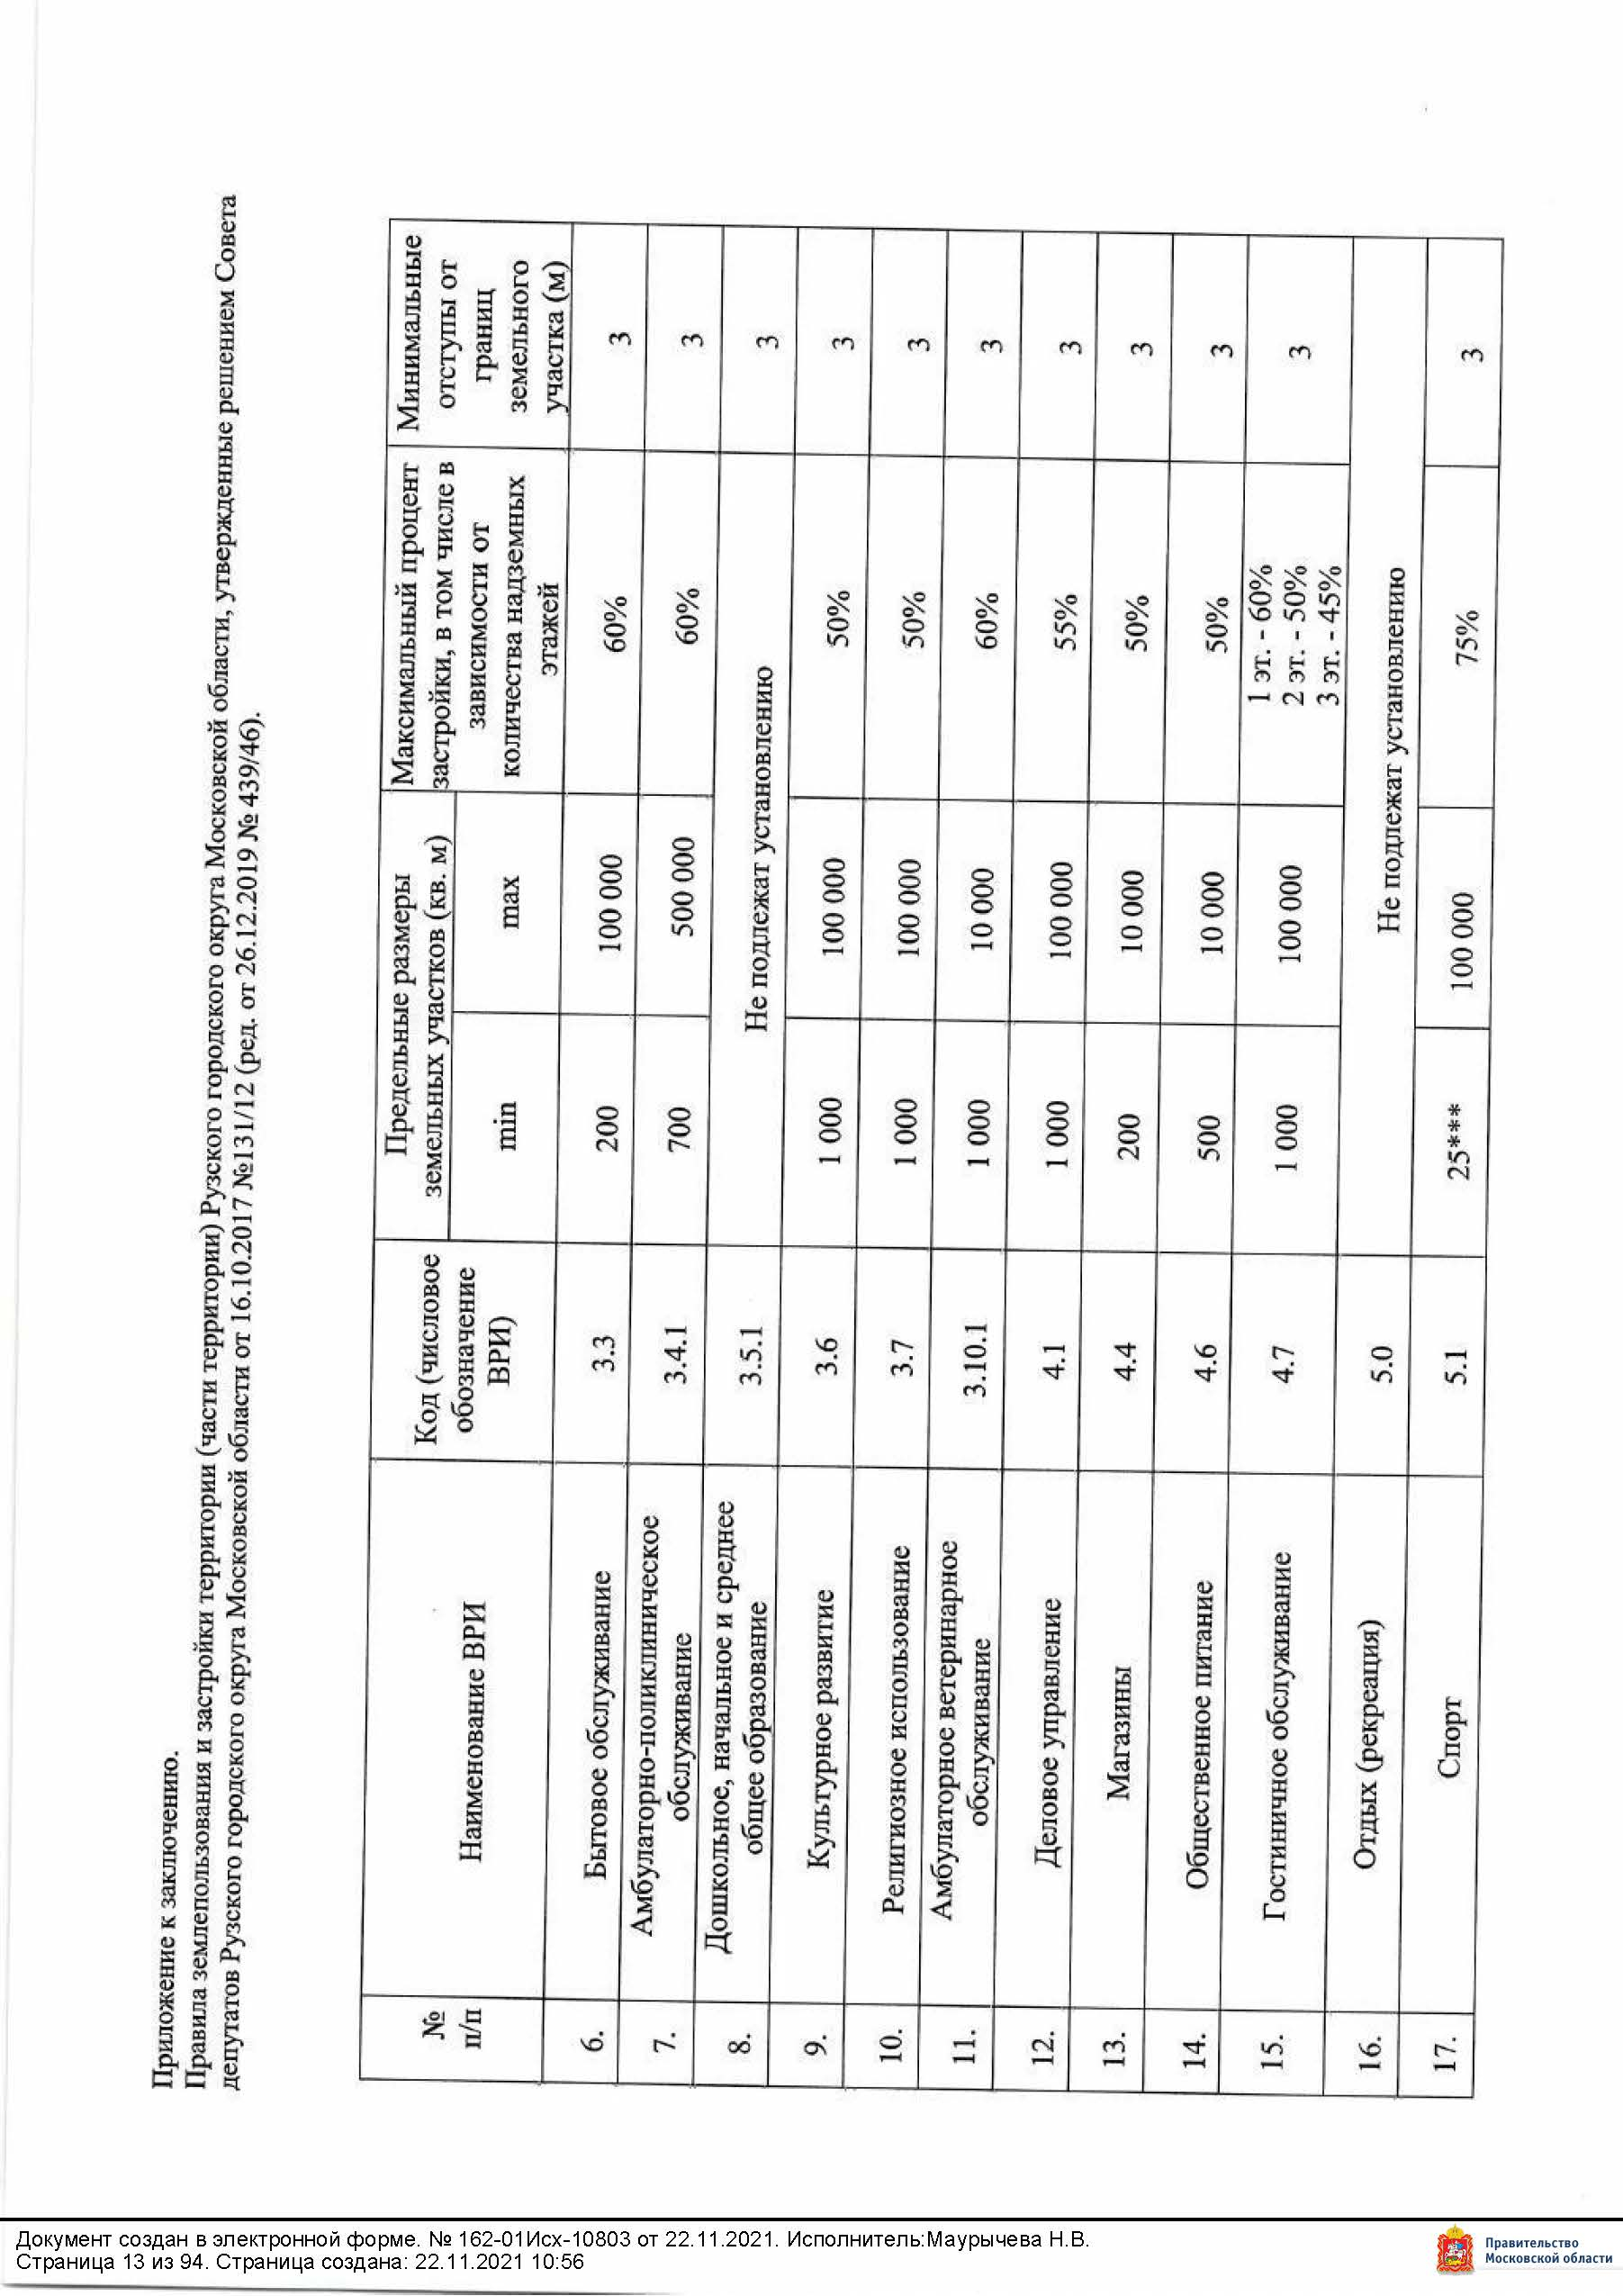 Приложение к заключению.
Правила землепользования и застройки территории (части территории) Рузского городского округа Московской области, утвержденные решением Совета
депутатов Рузского городского округа Московской области от 16.10.2017 №131/12 (ред. от 26.12.2019 № 439/46).
№
п/п
Наименование ВРИ
Код (числовое
обозначение
ВРИ)
Предельные размеры
земельных участков (кв. м)
min
max
Максимальный процент
застройки, в том числе в
зависимости от
количества надземных
этажей
Минимальные
отступы от
границ
земельного
участка (м)
6. Бытовое обслуживание 3.3 200 100 000 60% 3
7. Амбулаторно-поликлиническое
обслуживание 3.4.1 700 500 000 60% 3
8. Дошкольное, начальное и среднее
общее образование 3.5.1 Не подлежат установлению 3
9. Культурное развитие 3.6 1 000 100 000 50% 3
10. Религиозное использование 3.7 1 000 100 000 50% 3
11. Амбулаторное ветеринарное
обслуживание 3.10.1 1 000 10 000 60% 3
12. Деловое управление 4.1 1 000 100 000 55% 3
13. Магазины 4.4 200 10 000 50% 3
14. Общественное питание 4.6 500 10 000 50% 3
15. Гостиничное обслуживание 4.7 1 000 100 000 1 эт. - 60%
2 эт. - 50%
3 эт. - 45% 3
16. Отдых (рекреация) 5.0 Не подлежат установлению
17. Спорт 5.1 25*** 100 000 75% 3
Документ создан в электронной форме. № 162-01Исх-10803 от 22.11.2021. Исполнитель:Маурычева Н.В.
Страница 13 из 94. Страница создана: 22.11.2021 10:56
Правительство
Московской области